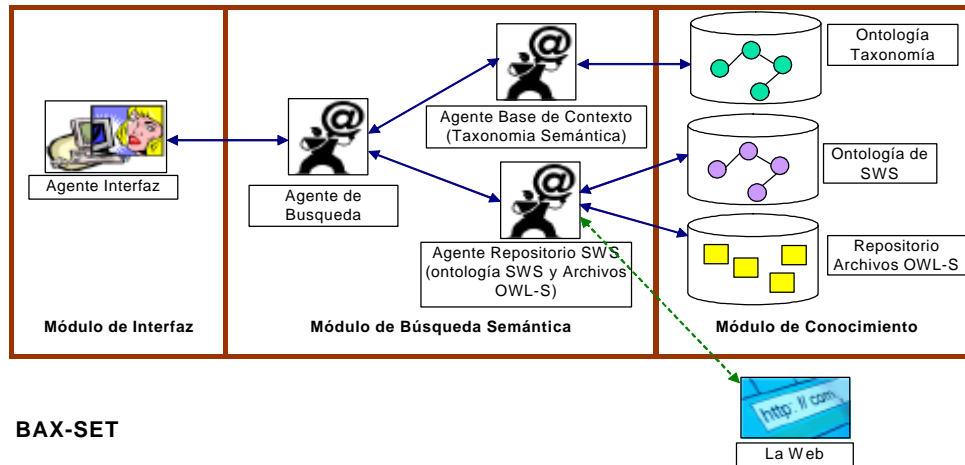 Agente Interfaz
Módulo de Interfaz
Agente de
Busqueda
@
@
Agente Base de Contexto
(Taxonomia Semántica)
@
Agente Repositorio SWS
(ontología SWS y Archivos
OWL-S)
Módulo de Búsqueda Semántica
Ontología
Taxonomía
Ontología de
SWS
Repositorio
Archivos OWL-S
Módulo de Conocimiento
BAX-SET
http: // com
La Web